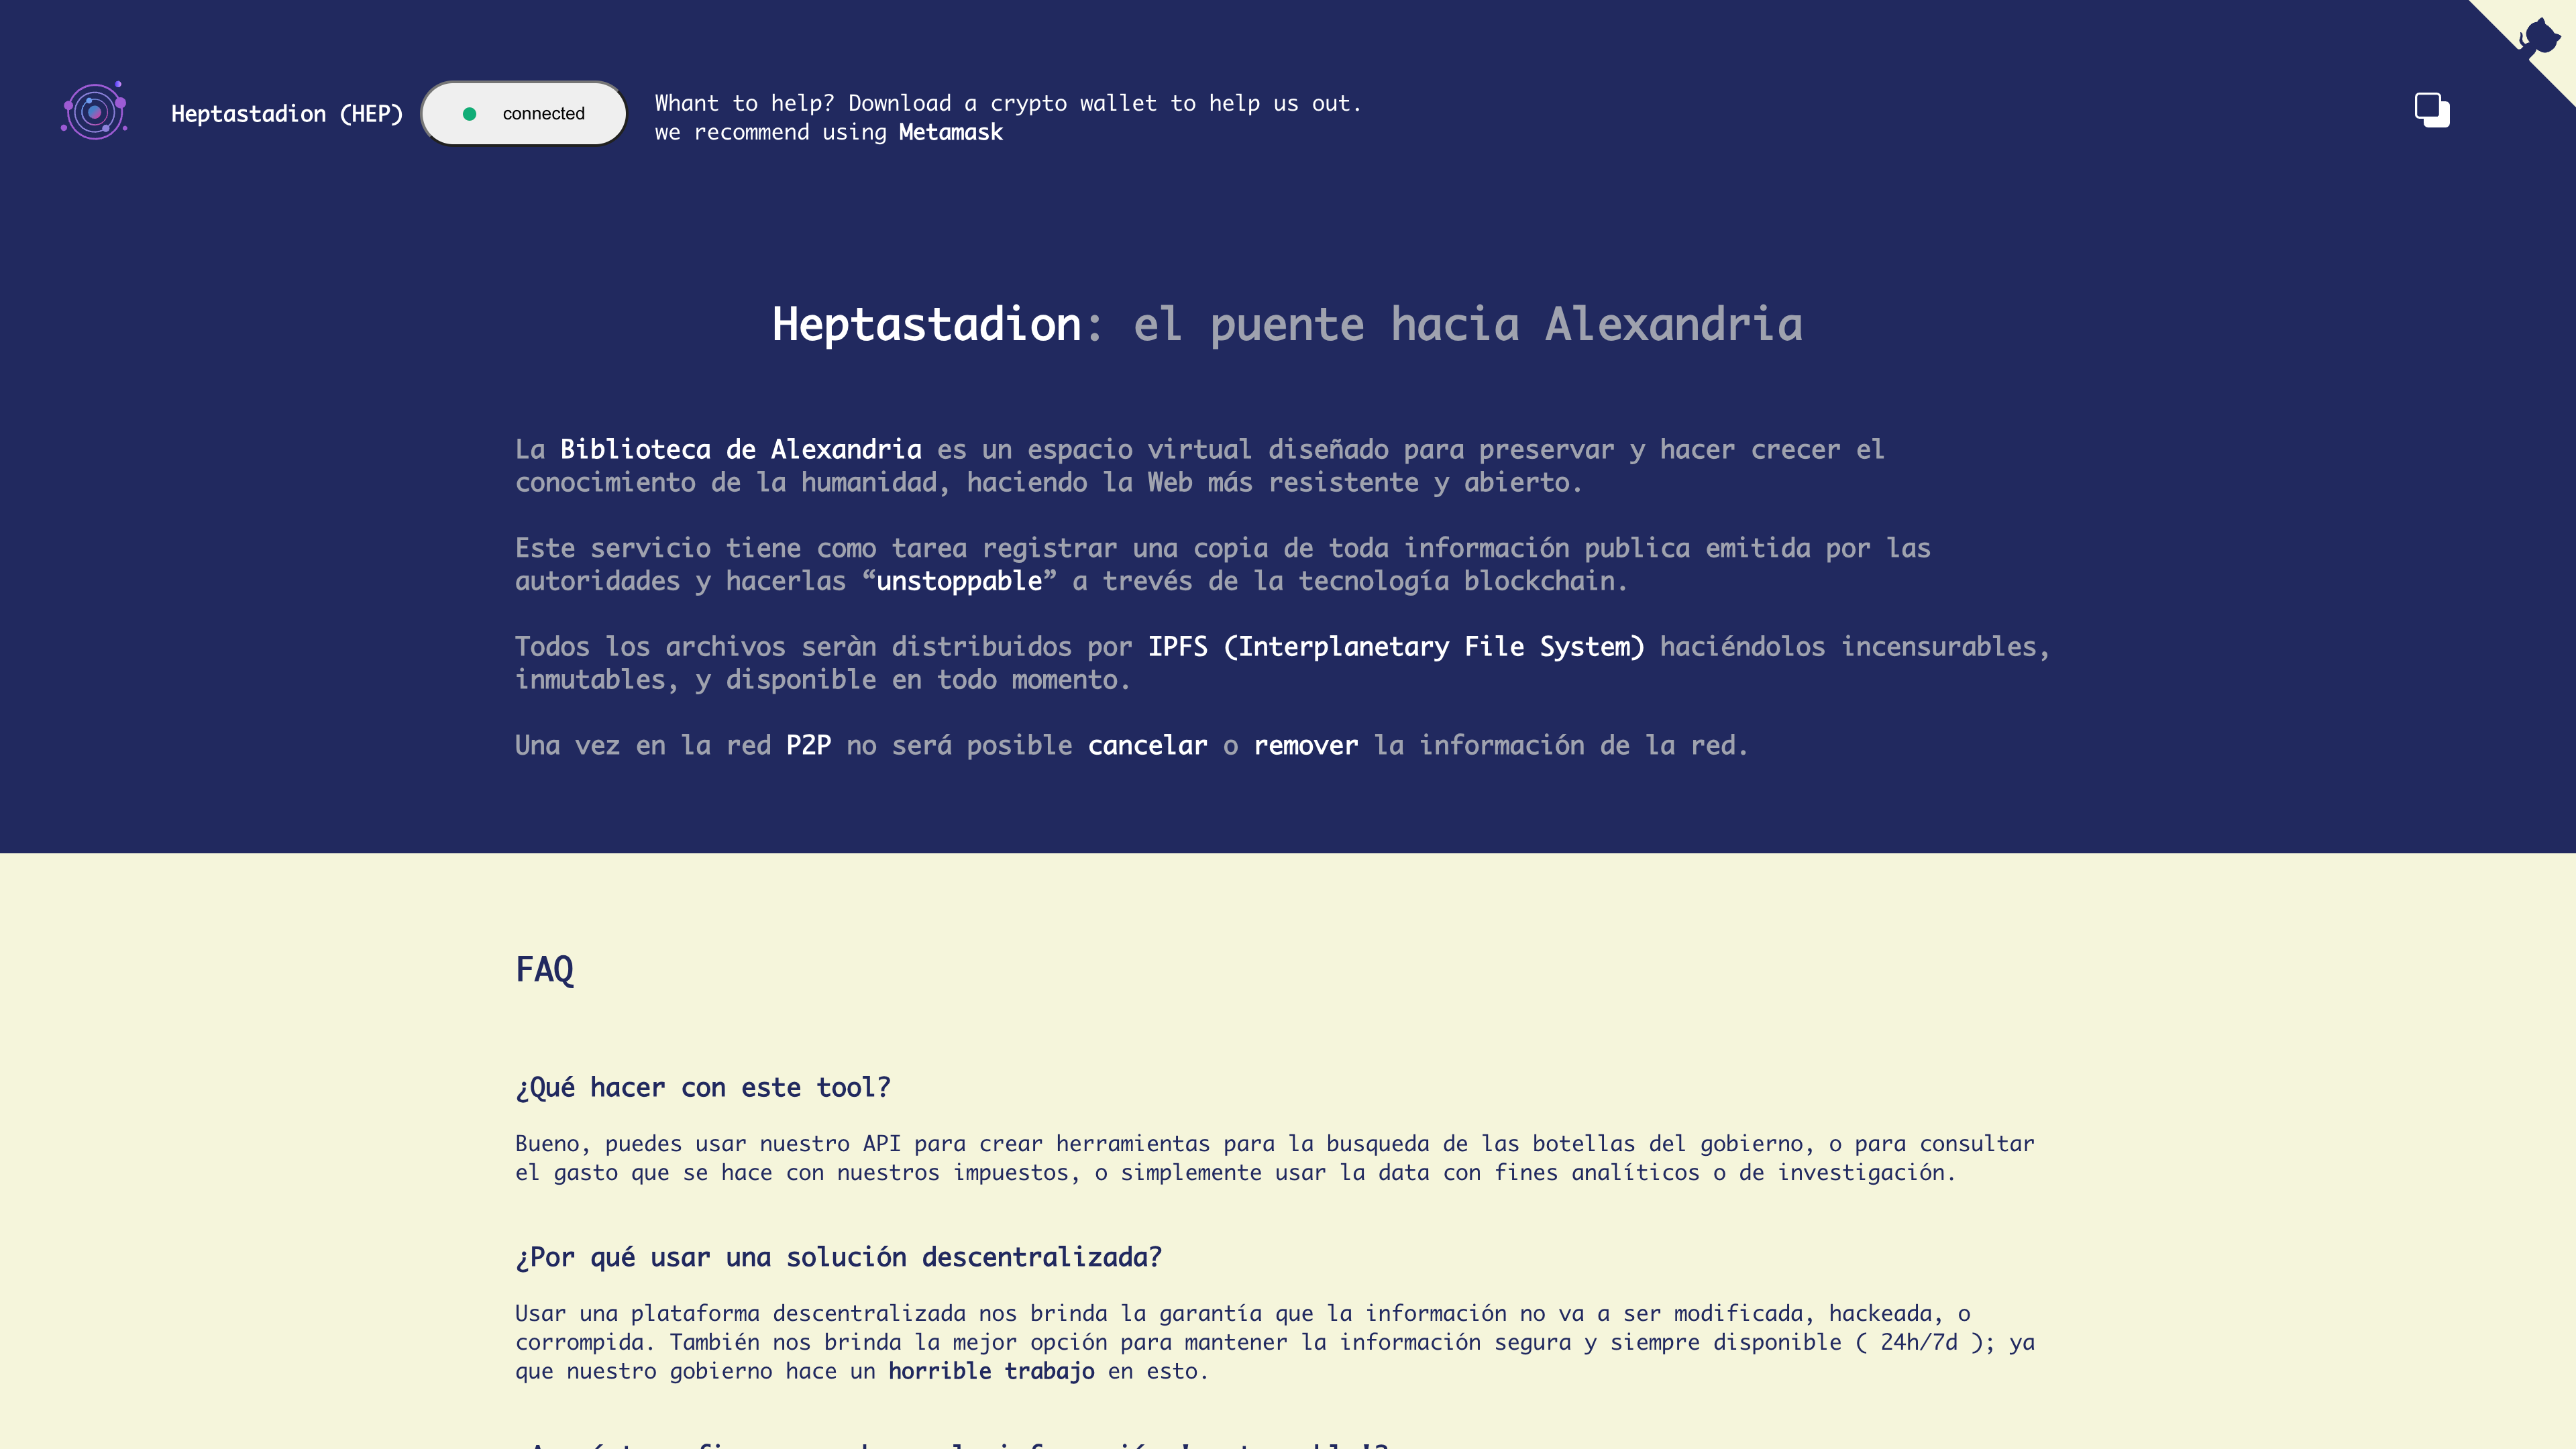 Heptastadion (HEP)
connected
Whant to help? Download a crypto wallet to help us out.
we recommend using Metamask
Heptastadion: el puente hacia Alexandria
La Biblioteca de Alexandria es un espacio virtual diseñado para preservar y hacer crecer el
conocimiento de la humanidad, haciendo la Web más resistente y abierto.
Este servicio tiene como tarea registrar una copia de toda información publica emitida por las
autoridades y hacerlas “unstoppable” a trevés de la tecnología blockchain.
Todos los archivos seràn distribuidos por IPFS (Interplanetary File System) haciéndolos incensurables,
inmutables, y disponible en todo momento.
Una vez en la red P2P no será posible cancelar o remover la información de la red.
FAQ
¿Qué hacer con este tool?
Bueno, puedes usar nuestro API para crear herramientas para la busqueda de las botellas del gobierno, o para consultar
el gasto que se hace con nuestros impuestos, o simplemente usar la data con fines analíticos o de investigación.
¿Por qué usar una solución descentralizada?
Usar una plataforma descentralizada nos brinda la garantía que la información no va a ser modificada, hackeada, o
corrompida. También nos brinda la mejor opción para mantener la información segura y siempre disponible ( 24h/7d ); ya
que nuestro gobierno hace un horrible trabajo en esto.